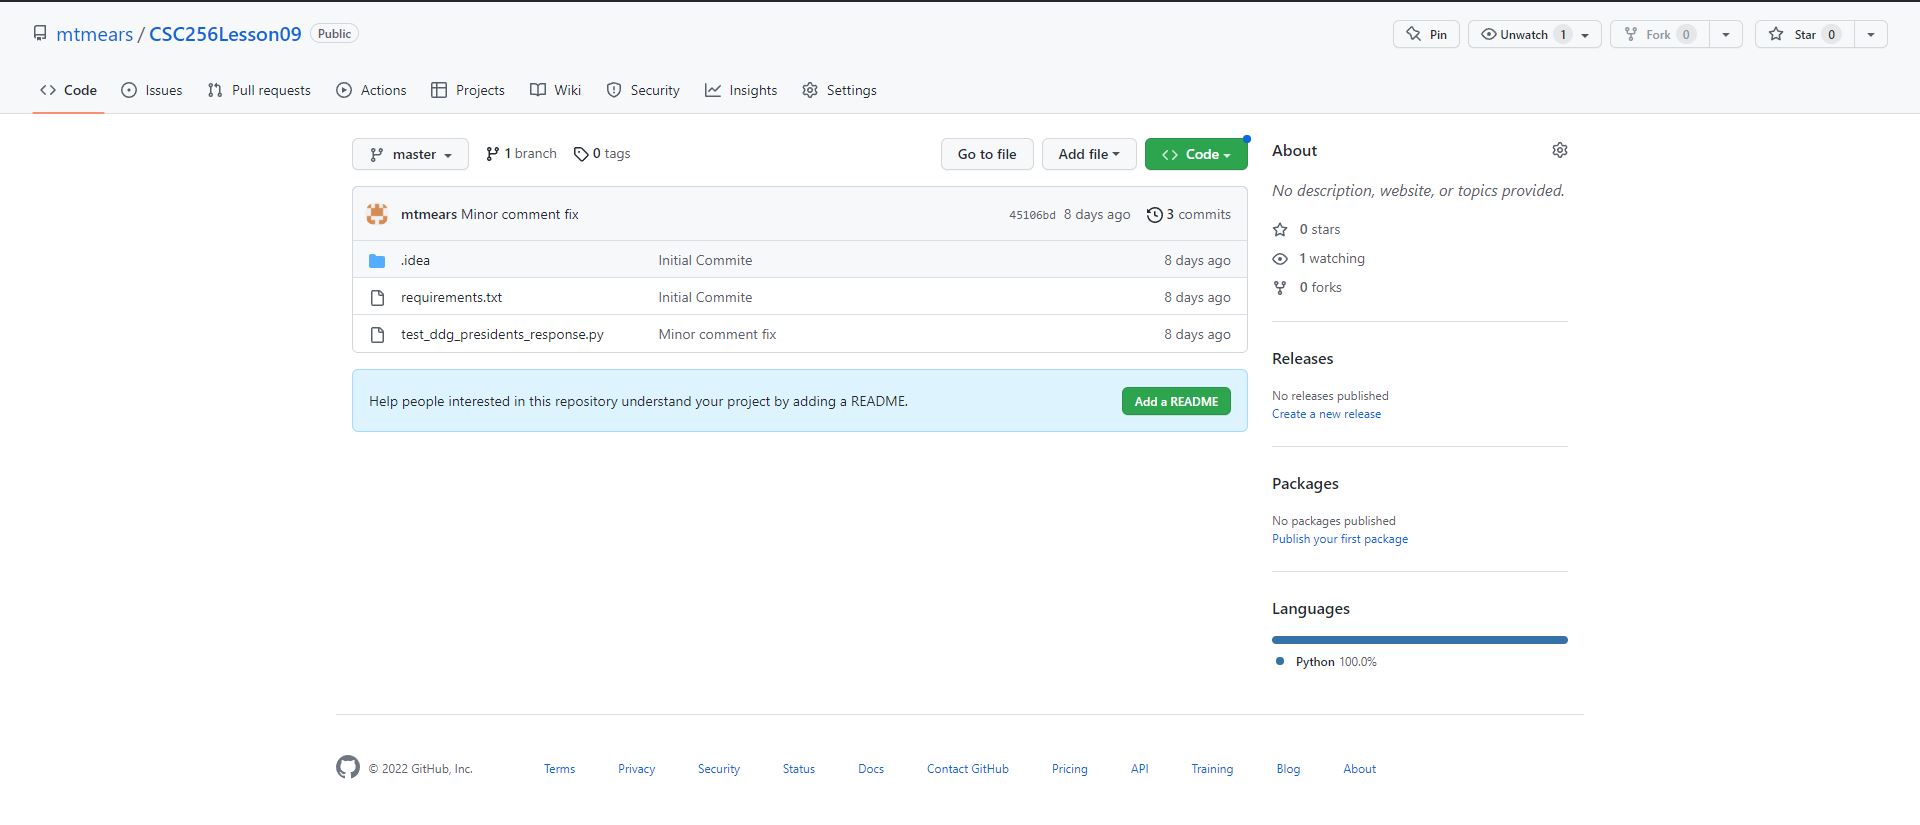 mtmears / CSC256Lesson09 Public Pin Unwatch 1 Fork 0 Star 0
Code Issues Pull requests Actions Projects Wiki Security Insights Settings
master 1 branch 0 tags Go to file Add file Code
mtmears Minor comment fix 45106bd 8 days ago 3 commits
.idea Initial Commite 8 days ago
requirements.txt Initial Commite 8 days ago
test_ddg_presidents_response.py Minor comment fix 8 days ago
Help people interested in this repository understand your project by adding a README. Add a README
About
No description, website, or topics provided.
0 stars
1 watching
0 forks
Releases
No releases published
Create a new release
Packages
No packages published
Publish your first package
Languages
Python 100.0%
© 2022 GitHub, Inc. Terms Privacy Security Status Docs Contact GitHub Pricing API Training Blog About